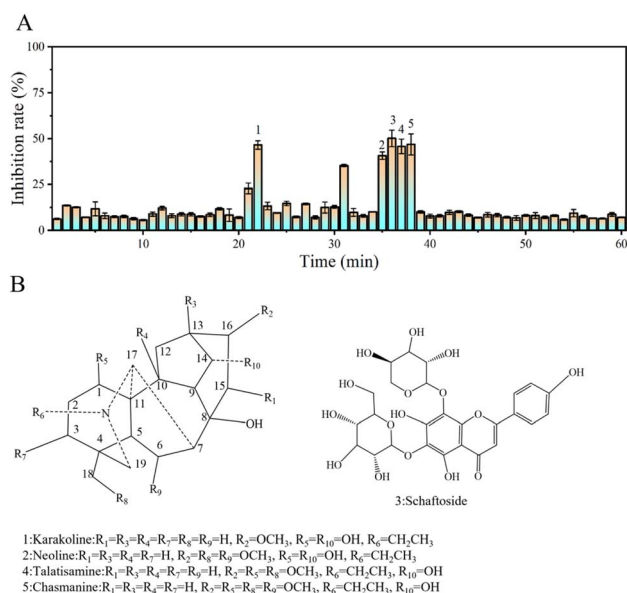 A
Inhibition rate (%)
100
75
50
25
0
1
2
3
4
5
10
20
30
40
50
60
Time (min)
B
R3
R4
13
16
R2
12
17
14
R10
R5
1
10
9
15
R1
2
11
8
OH
R6
N
3
4
5
6
7
R7
18
19
R8
R9
OH
HO
OH
OH
O
O
HO
HO
HO
OH
O
O
HO
O
OH
O
OH
O
3:Schaftoside
1:Karakoline:R1=R3=R4=R7=R8=R9=H, R2=OCH3, R5=R10=OH, R6=CH2CH3
2:Neoline:R1=R3=R4=R7=H, R2=R8=R9=OCH3, R5=R10=OH, R6=CH2CH3
4:Talatisamine:R1=R3=R4=R7=R9=H, R2=R5=R8=OCH3, R6=CH2CH3, R10=OH
5:Chasmanine:R1=R3=R4=R7=H, R2=R5=R8=R9=OCH3, R6=CH2CH3, R10=OH